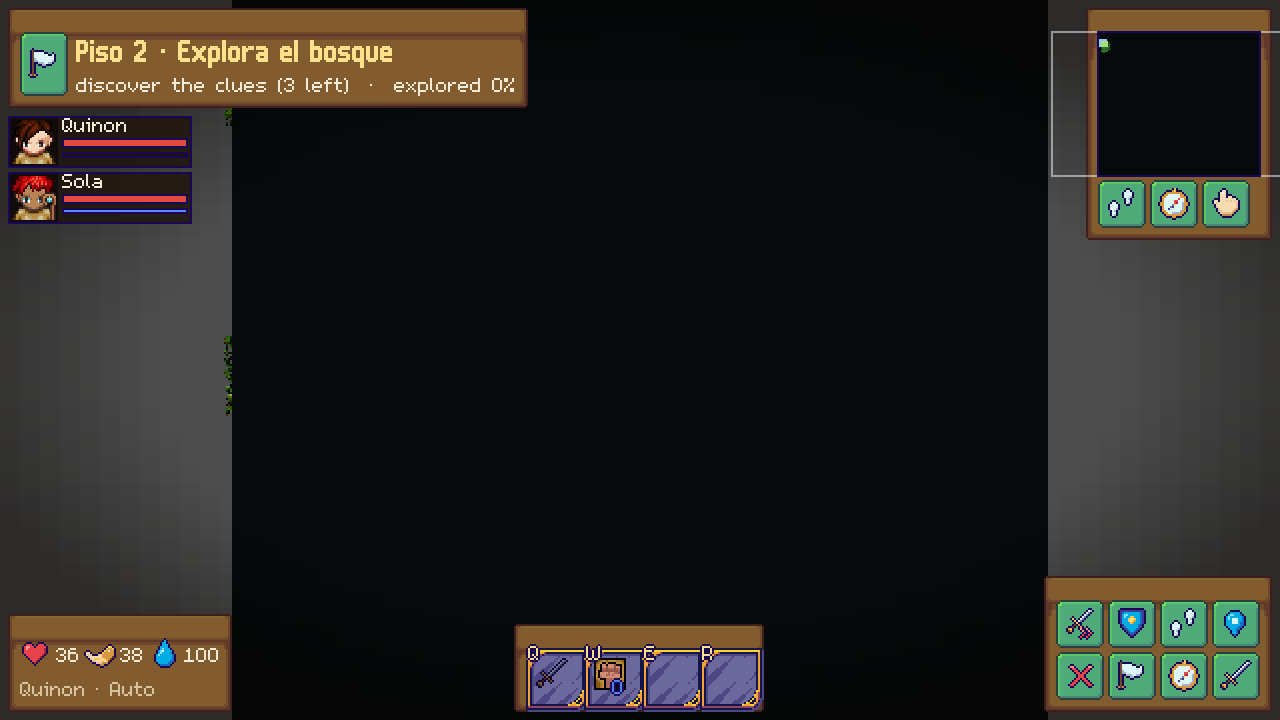 Piso 2 · Explora el bosque
discover the clues (3 left) · explored 0%
Quinon
Sola
36 38 100
Quinon · Auto
Q W E R